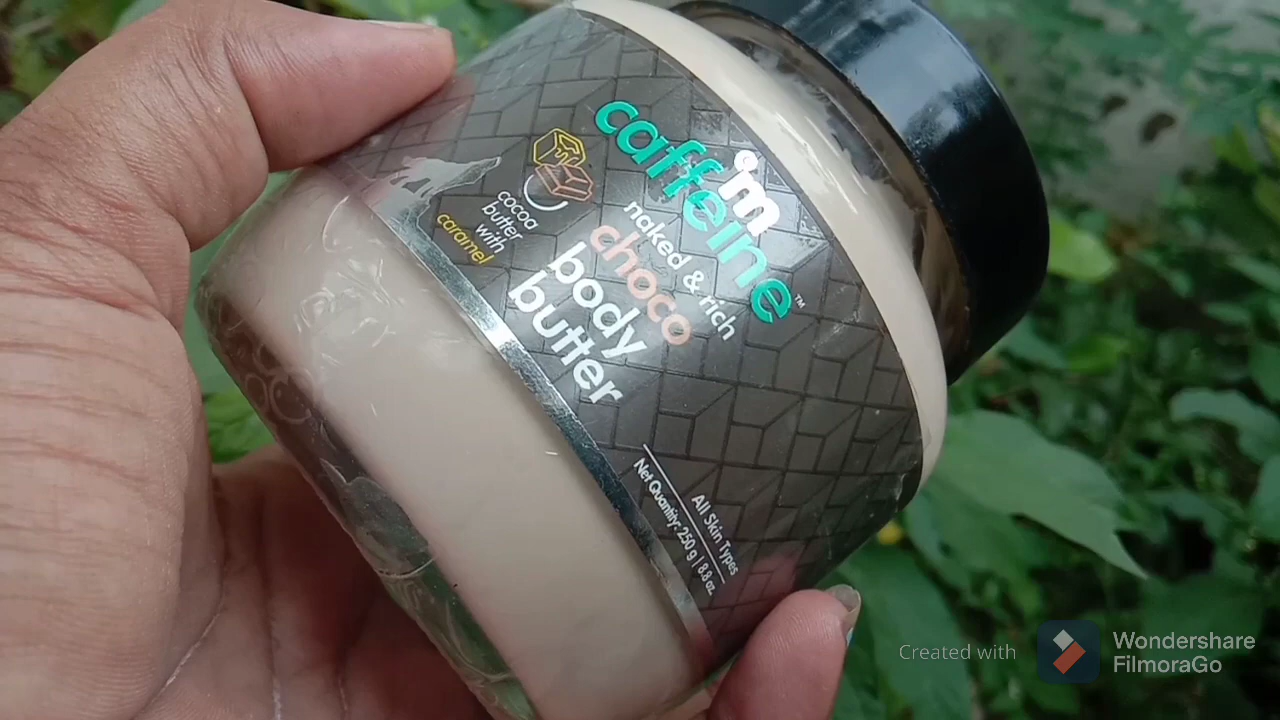 m
caffeine™
naked & rich
choco
body
butter
cocoa
butter
with
caramel
All Skin Types
Net Quantity: 250 g | 8.8 oz
Created with
Wondershare
FilmoraGo